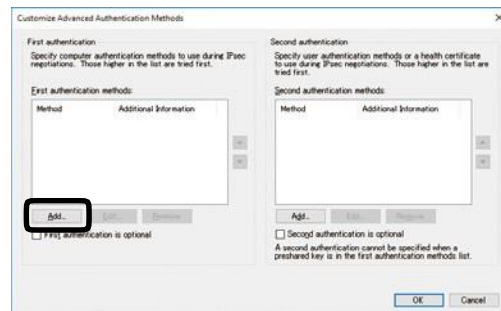 Customize Advanced Authentication Methods
First authentication
Specify computer authentication methods to use during IPsec
negotiations. Those higher in the list are tried first.
First authentication methods:
Method Additional Information
Add... Edit... Remove
First authentication is optional
Second authentication
Specify user authentication methods or a health certificate
to use during IPsec negotiations. Those higher in the list are
tried first.
Second authentication methods:
Method Additional Information
Add... Edit... Remove
Second authentication is optional
A second authentication cannot be specified when a
preshared key is in the first authentication methods list.
OK Cancel